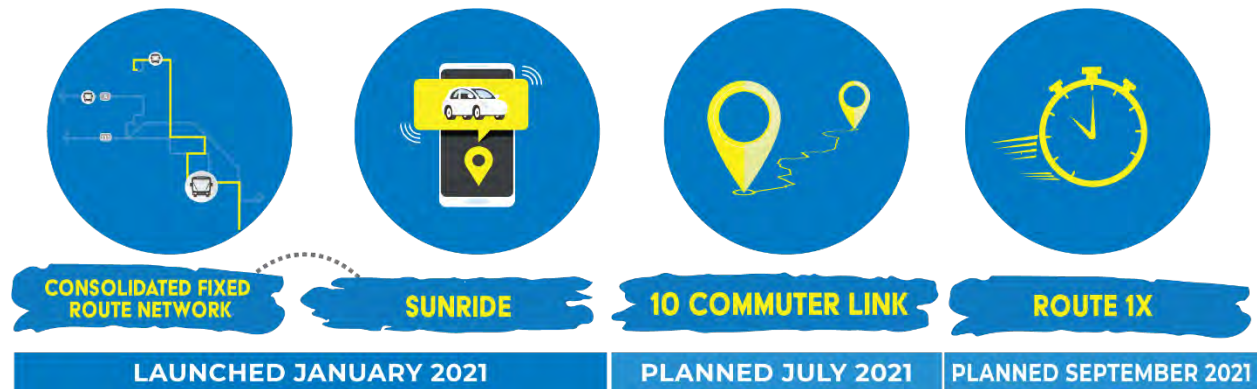 CONSOLIDATED FIXED
ROUTE NETWORK
SUNRIDE
10 COMMUTER LINK
ROUTE 1X
LAUNCHED JANUARY 2021
PLANNED JULY 2021
PLANNED SEPTEMBER 2021